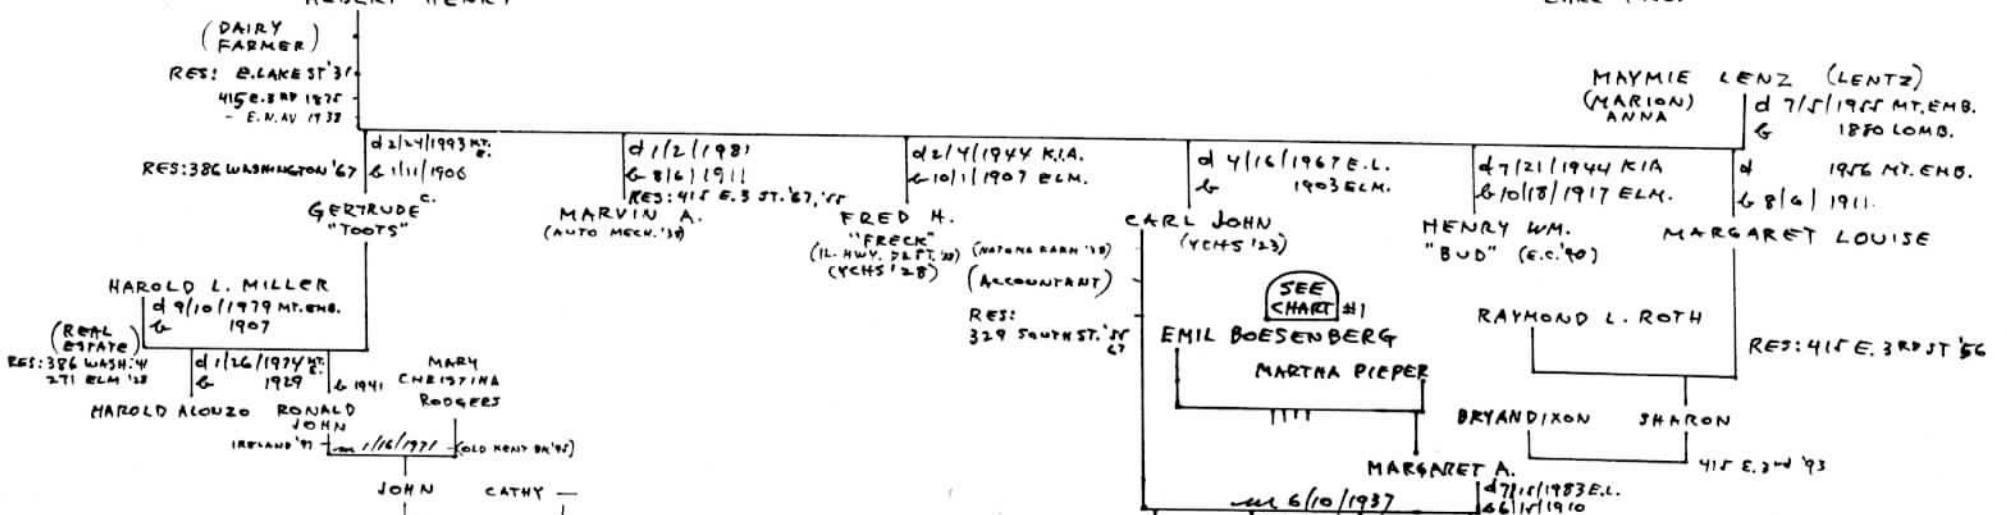 (DAIRY
FARMER)
RES: E. LAKE ST '31
415 E. 3RD 1875
- E. N. AV 1938
MAYMIE LENZ (LENTZ)
(MARION)
ANNA
d 7/5/1955 MT. EMB.
b 1880 LOMB.
RES: 386 WASHINGTON '67
d 2/24/1993 MT. E.
b 1/11/1906
GERTRUDE C.
"TOOTS"
d 1/2/1981
b 8/6/1911
RES: 415 E. 3 ST. '67, '55
MARVIN A.
(AUTO MECH. '38)
d 2/4/1944 K.I.A.
b 10/1/1907 ELM.
FRED H.
"FRECK"
(IL. HWY. DEPT. '38)
(YCHS '28)
d 4/16/1967 E.L.
b 1903 ELM.
CARL JOHN
(YCHS '23)
(ACCOUNTANT)
RES:
329 SOUTH ST. '55
67
d 7/21/1944 KIA
b 10/18/1917 ELM.
HENRY WM.
"BUD" (E.C. '40)
d 1956 MT. EMB.
b 8/6/1911
MARGARET LOUISE
HAROLD L. MILLER
d 9/10/1979 MT. EMB.
b 1907
(REAL
ESTATE)
RES: 386 WASH. '41
271 ELM '28
d 1/26/1974 MT. E.
b 1929
HAROLD ALONZO
b 1941
RONALD
JOHN
MARY
CHRISTINA
RODGERS
IRELAND '97
m 1/16/1971
(OLD KENT BK '95)
JOHN
CATHY
SEE
CHART #1
EMIL BOESENBERG
MARTHA PIEPER
MARGARET A.
m 6/10/1937
d 7/15/1983 E.L.
b 6/15/1910
RAYMOND L. ROTH
RES: 415 E. 3RD ST '56
BRYAN DIXON
SHARON
415 E. 3rd '93